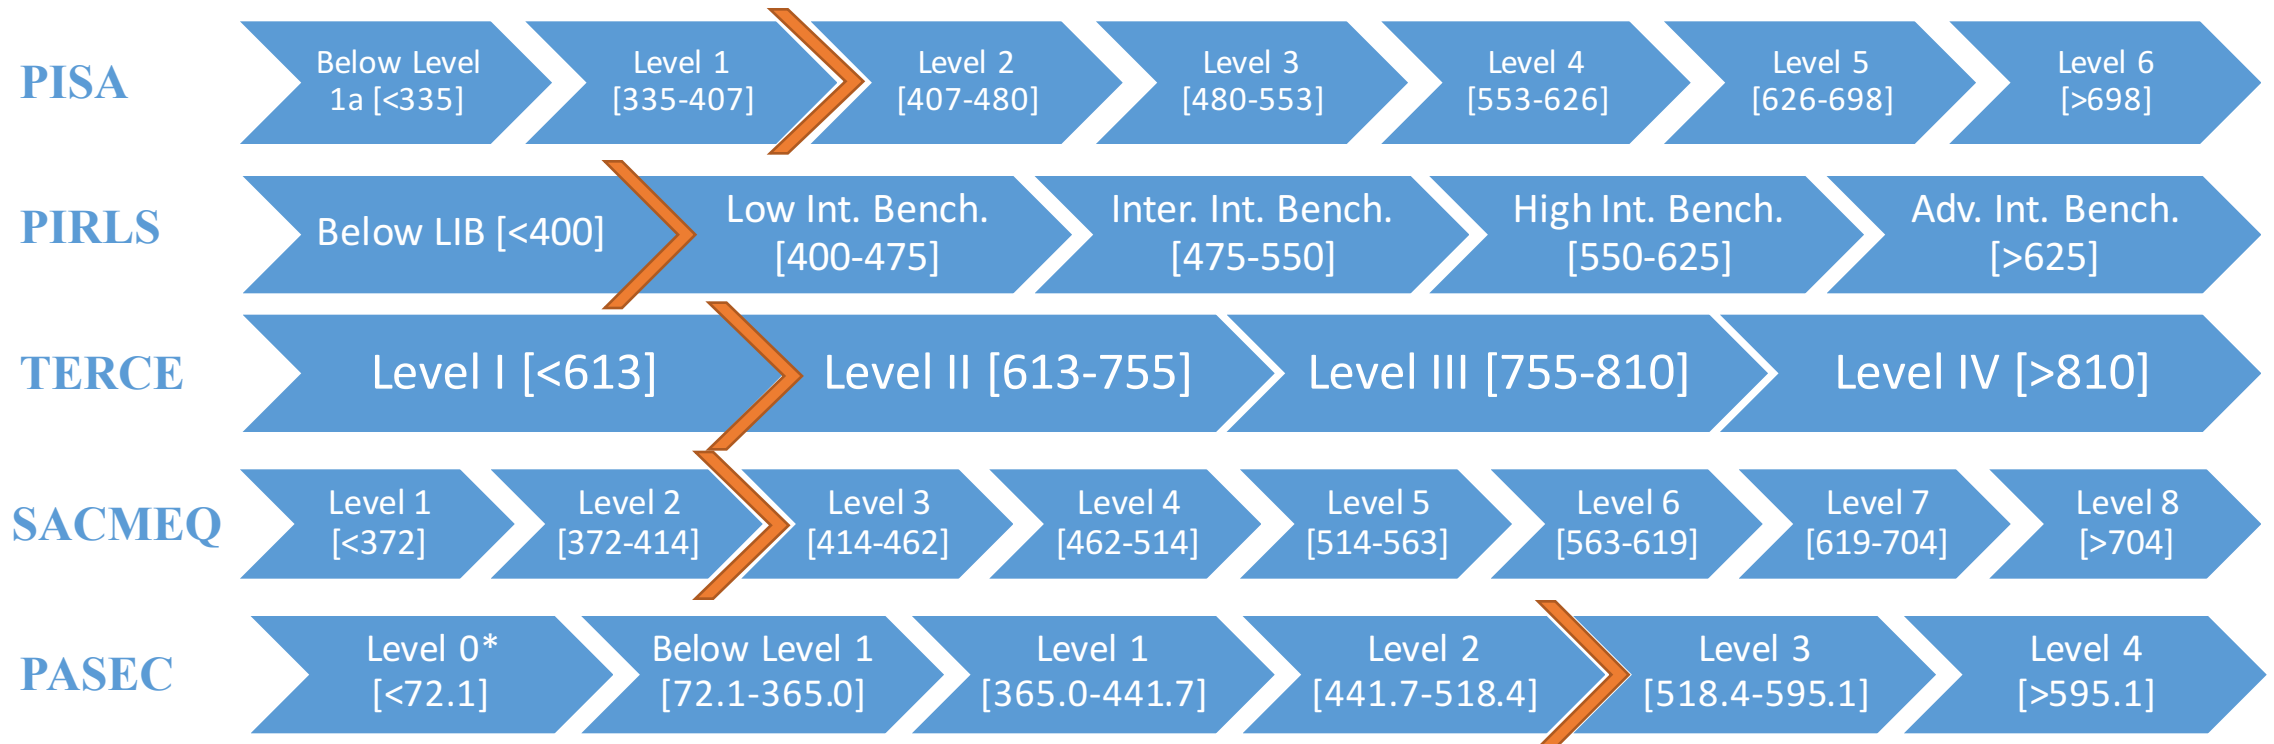 PISA
Below Level
1a [<335]
Level 1
[335-407]
Level 2
[407-480]
Level 3
[480-553]
Level 4
[553-626]
Level 5
[626-698]
Level 6
[>698]
PIRLS
Below LIB [<400]
Low Int. Bench.
[400-475]
Inter. Int. Bench.
[475-550]
High Int. Bench.
[550-625]
Adv. Int. Bench.
[>625]
TERCE
Level I [<613]
Level II [613-755]
Level III [755-810]
Level IV [>810]
SACMEQ
Level 1
[<372]
Level 2
[372-414]
Level 3
[414-462]
Level 4
[462-514]
Level 5
[514-563]
Level 6
[563-619]
Level 7
[619-704]
Level 8
[>704]
PASEC
Level 0*
[<72.1]
Below Level 1
[72.1-365.0]
Level 1
[365.0-441.7]
Level 2
[441.7-518.4]
Level 3
[518.4-595.1]
Level 4
[>595.1]